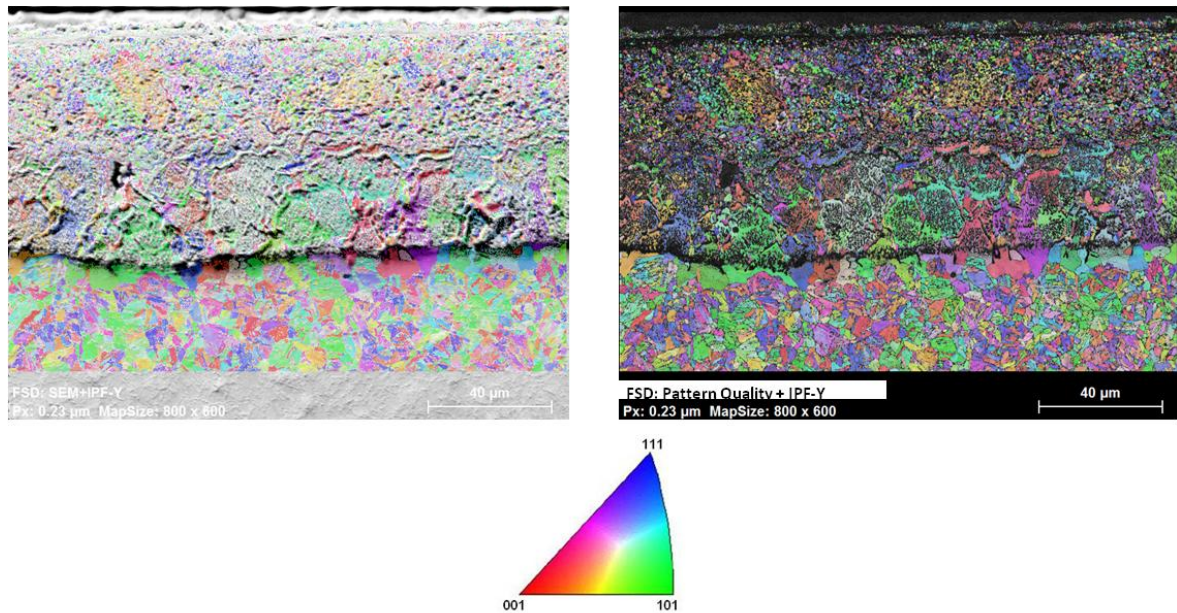 FSD: SEM+IPF-Y
40 µm
Px: 0.23 µm MapSize: 800 x 600
FSD: Pattern Quality + IPF-Y
40 µm
Px: 0.23 µm MapSize: 800 x 600
111
001
101